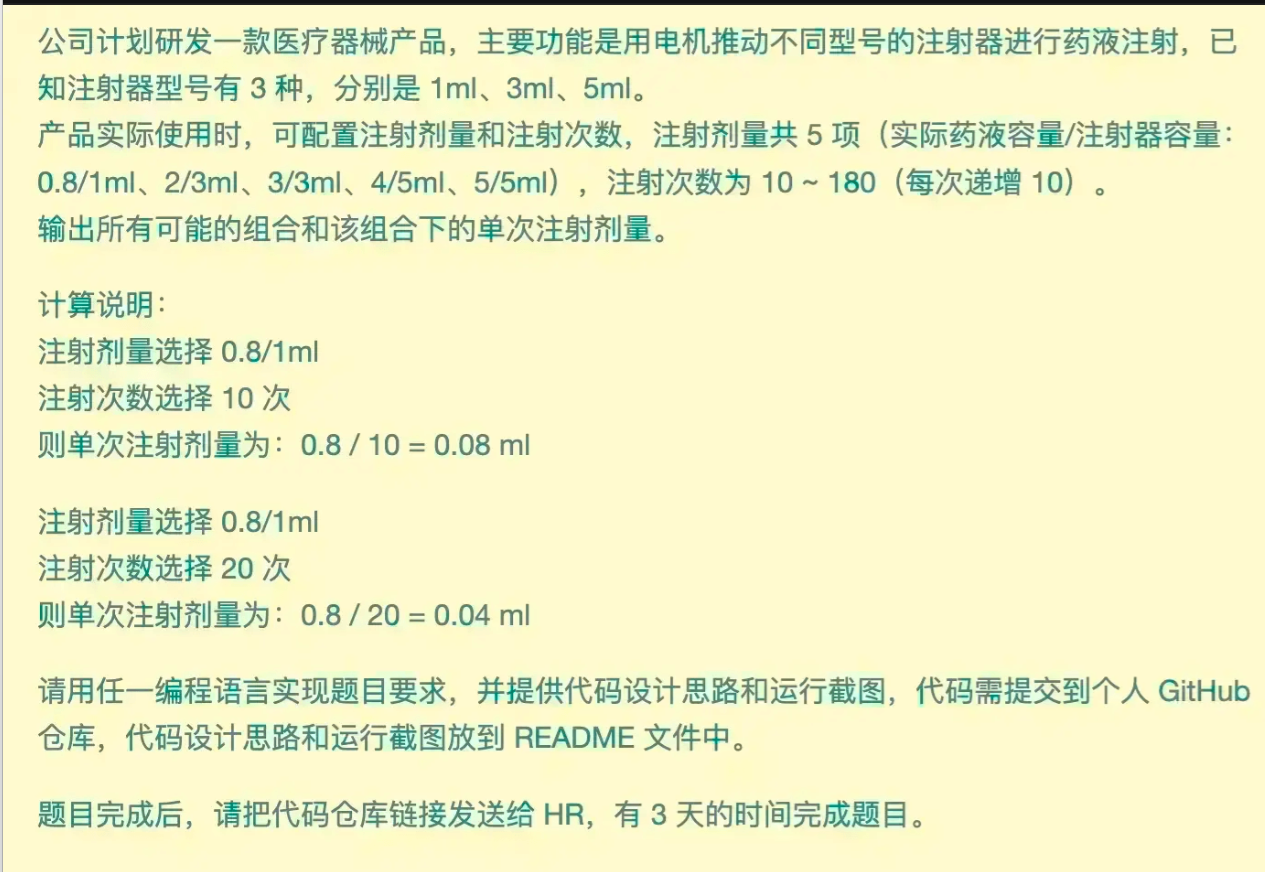 公司计划研发一款医疗器械产品，主要功能是用电机推动不同型号的注射器进行药液注射，已
知注射器型号有 3 种，分别是 1ml、3ml、5ml。
产品实际使用时，可配置注射剂量和注射次数，注射剂量共 5 项（实际药液容量/注射器容量：
0.8/1ml、2/3ml、3/3ml、4/5ml、5/5ml），注射次数为 10 ~ 180（每次递增 10）。
输出所有可能的组合和该组合下的单次注射剂量。
计算说明：
注射剂量选择 0.8/1ml
注射次数选择 10 次
则单次注射剂量为：0.8 / 10 = 0.08 ml
注射剂量选择 0.8/1ml
注射次数选择 20 次
则单次注射剂量为：0.8 / 20 = 0.04 ml
请用任一编程语言实现题目要求，并提供代码设计思路和运行截图，代码需提交到个人 GitHub
仓库，代码设计思路和运行截图放到 README 文件中。
题目完成后，请把代码仓库链接发送给 HR，有 3 天的时间完成题目。